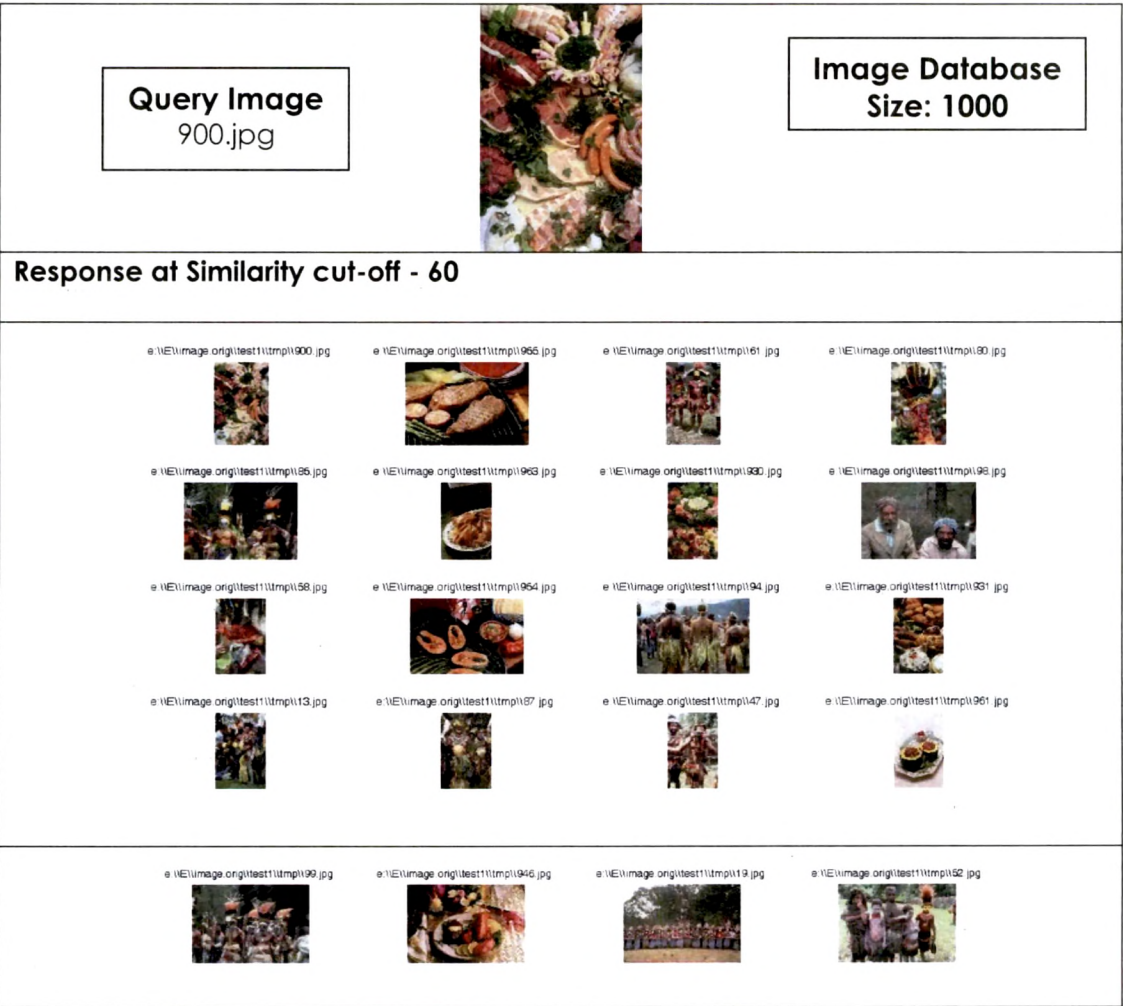 Query Image
900.jpg
Image Database
Size: 1000
Response at Similarity cut-off - 60
e:\\E\\image.orig\\test1\\tmp\\900.jpg
e:\\E\\image.orig\\test1\\tmp\\965.jpg
e:\\E\\image.orig\\test1\\tmp\\61.jpg
e:\\E\\image.orig\\test1\\tmp\\80.jpg
e:\\E\\image.orig\\test1\\tmp\\85.jpg
e:\\E\\image.orig\\test1\\tmp\\963.jpg
e:\\E\\image.orig\\test1\\tmp\\930.jpg
e:\\E\\image.orig\\test1\\tmp\\98.jpg
e:\\E\\image.orig\\test1\\tmp\\58.jpg
e:\\E\\image.orig\\test1\\tmp\\964.jpg
e:\\E\\image.orig\\test1\\tmp\\94.jpg
e:\\E\\image.orig\\test1\\tmp\\931.jpg
e:\\E\\image.orig\\test1\\tmp\\13.jpg
e:\\E\\image.orig\\test1\\tmp\\87.jpg
e:\\E\\image.orig\\test1\\tmp\\47.jpg
e:\\E\\image.orig\\test1\\tmp\\961.jpg
e:\\E\\image.orig\\test1\\tmp\\99.jpg
e:\\E\\image.orig\\test1\\tmp\\946.jpg
e:\\E\\image.orig\\test1\\tmp\\19.jpg
e:\\E\\image.orig\\test1\\tmp\\52.jpg